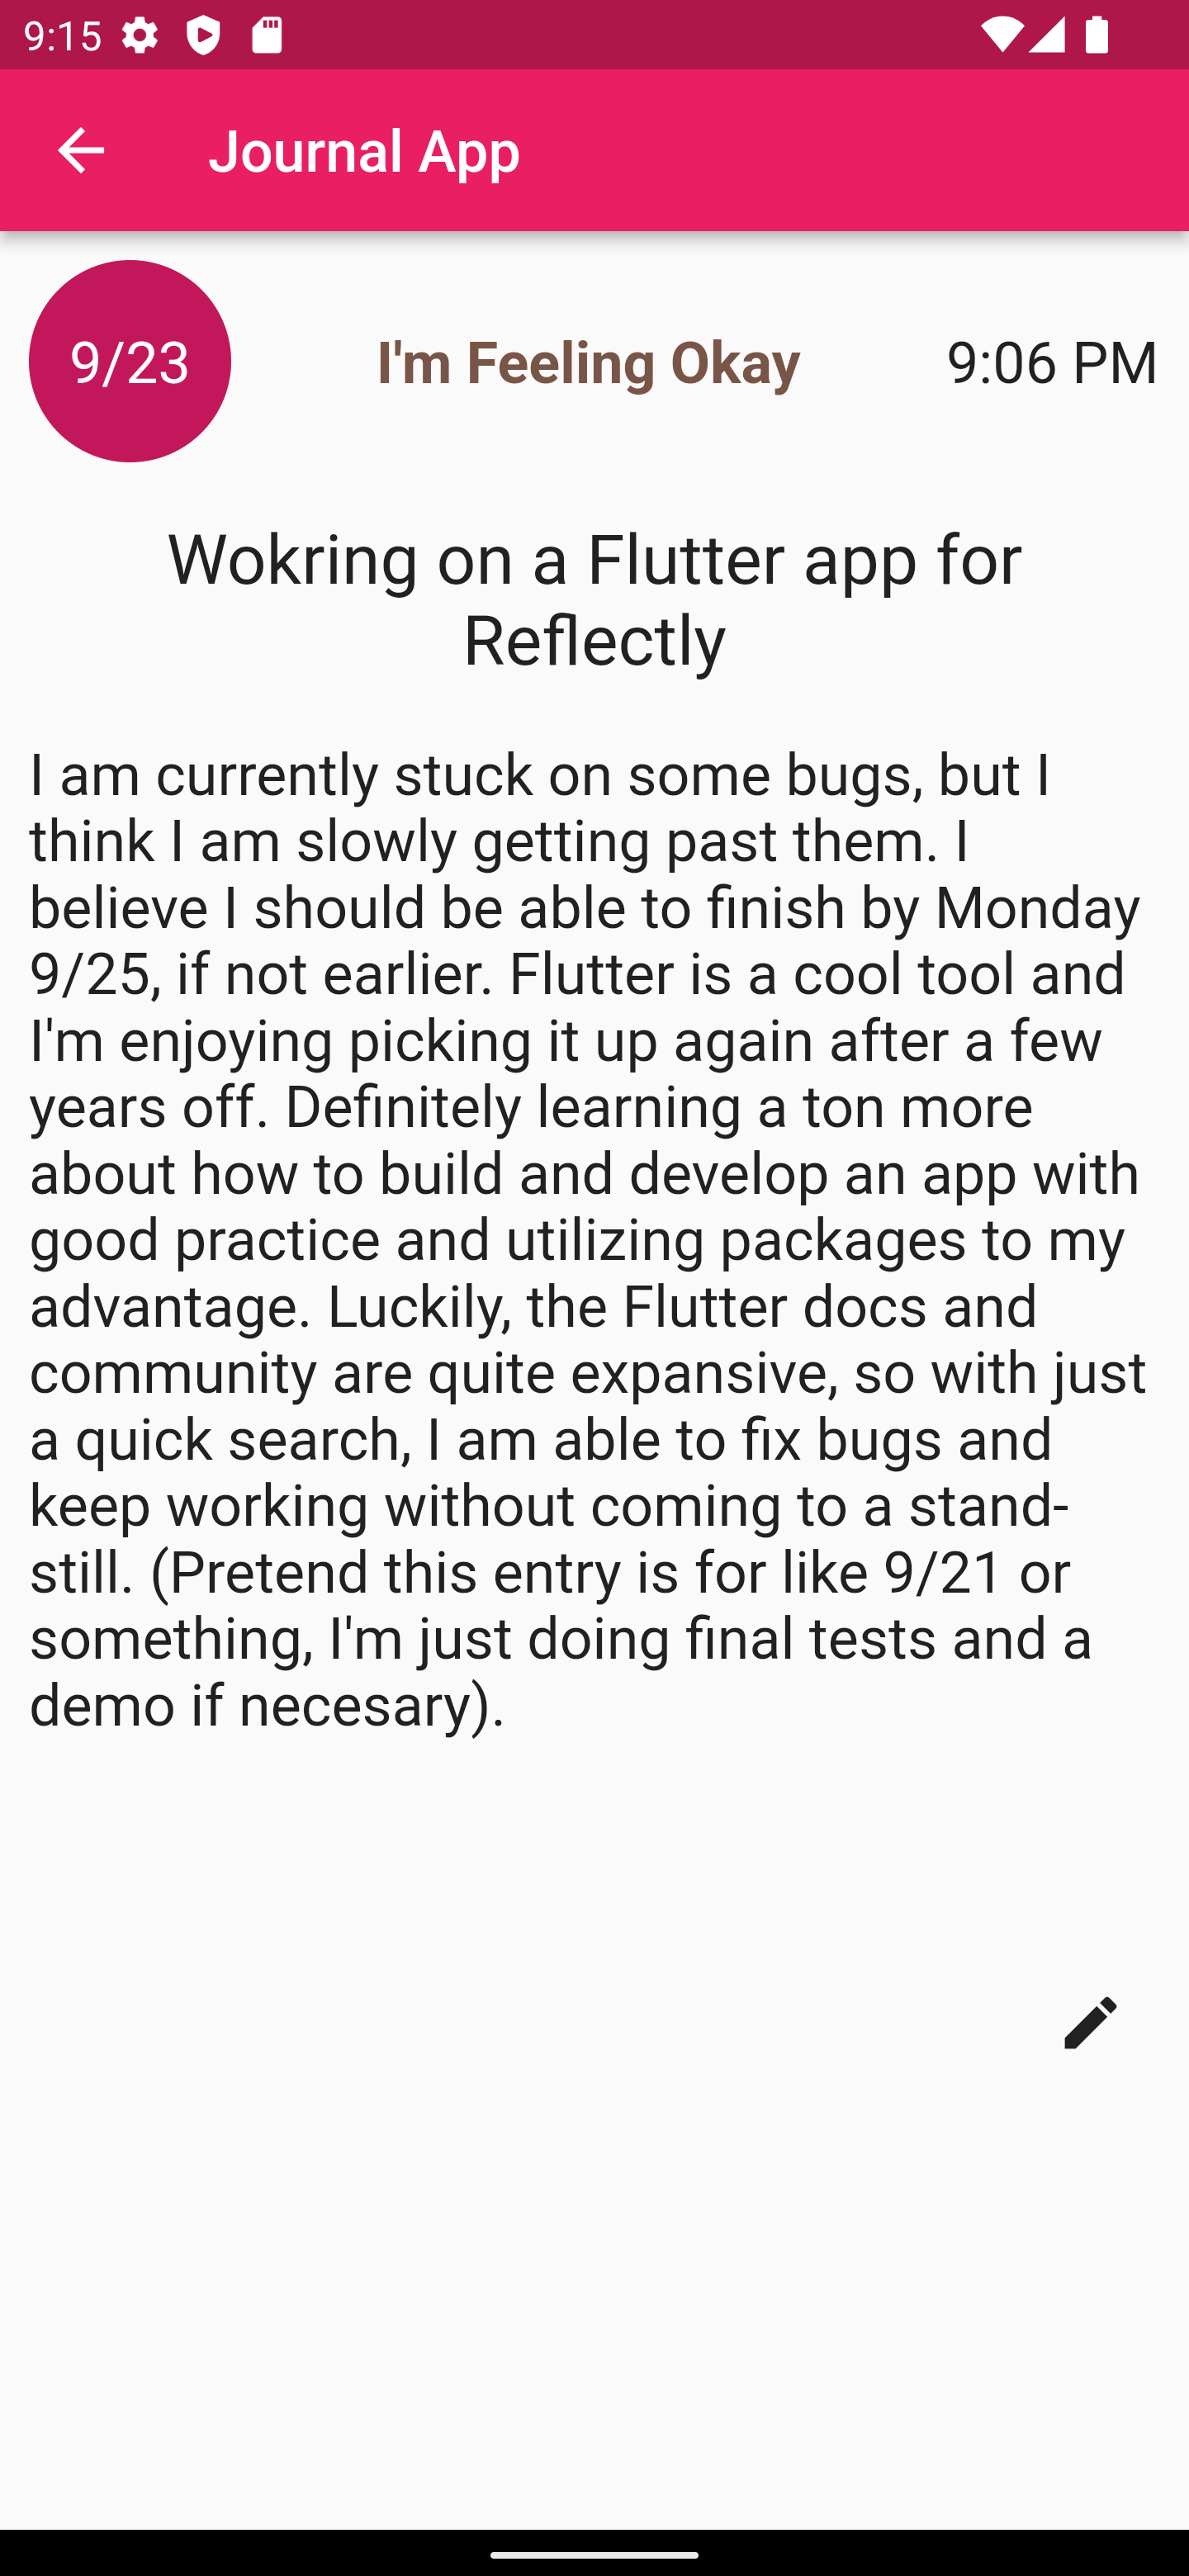 9:15
Journal App
9/23
I'm Feeling Okay
9:06 PM
Wokring on a Flutter app for
Reflectly
I am currently stuck on some bugs, but I
think I am slowly getting past them. I
believe I should be able to finish by Monday
9/25, if not earlier. Flutter is a cool tool and
I'm enjoying picking it up again after a few
years off. Definitely learning a ton more
about how to build and develop an app with
good practice and utilizing packages to my
advantage. Luckily, the Flutter docs and
community are quite expansive, so with just
a quick search, I am able to fix bugs and
keep working without coming to a stand-
still. (Pretend this entry is for like 9/21 or
something, I'm just doing final tests and a
demo if necesary).